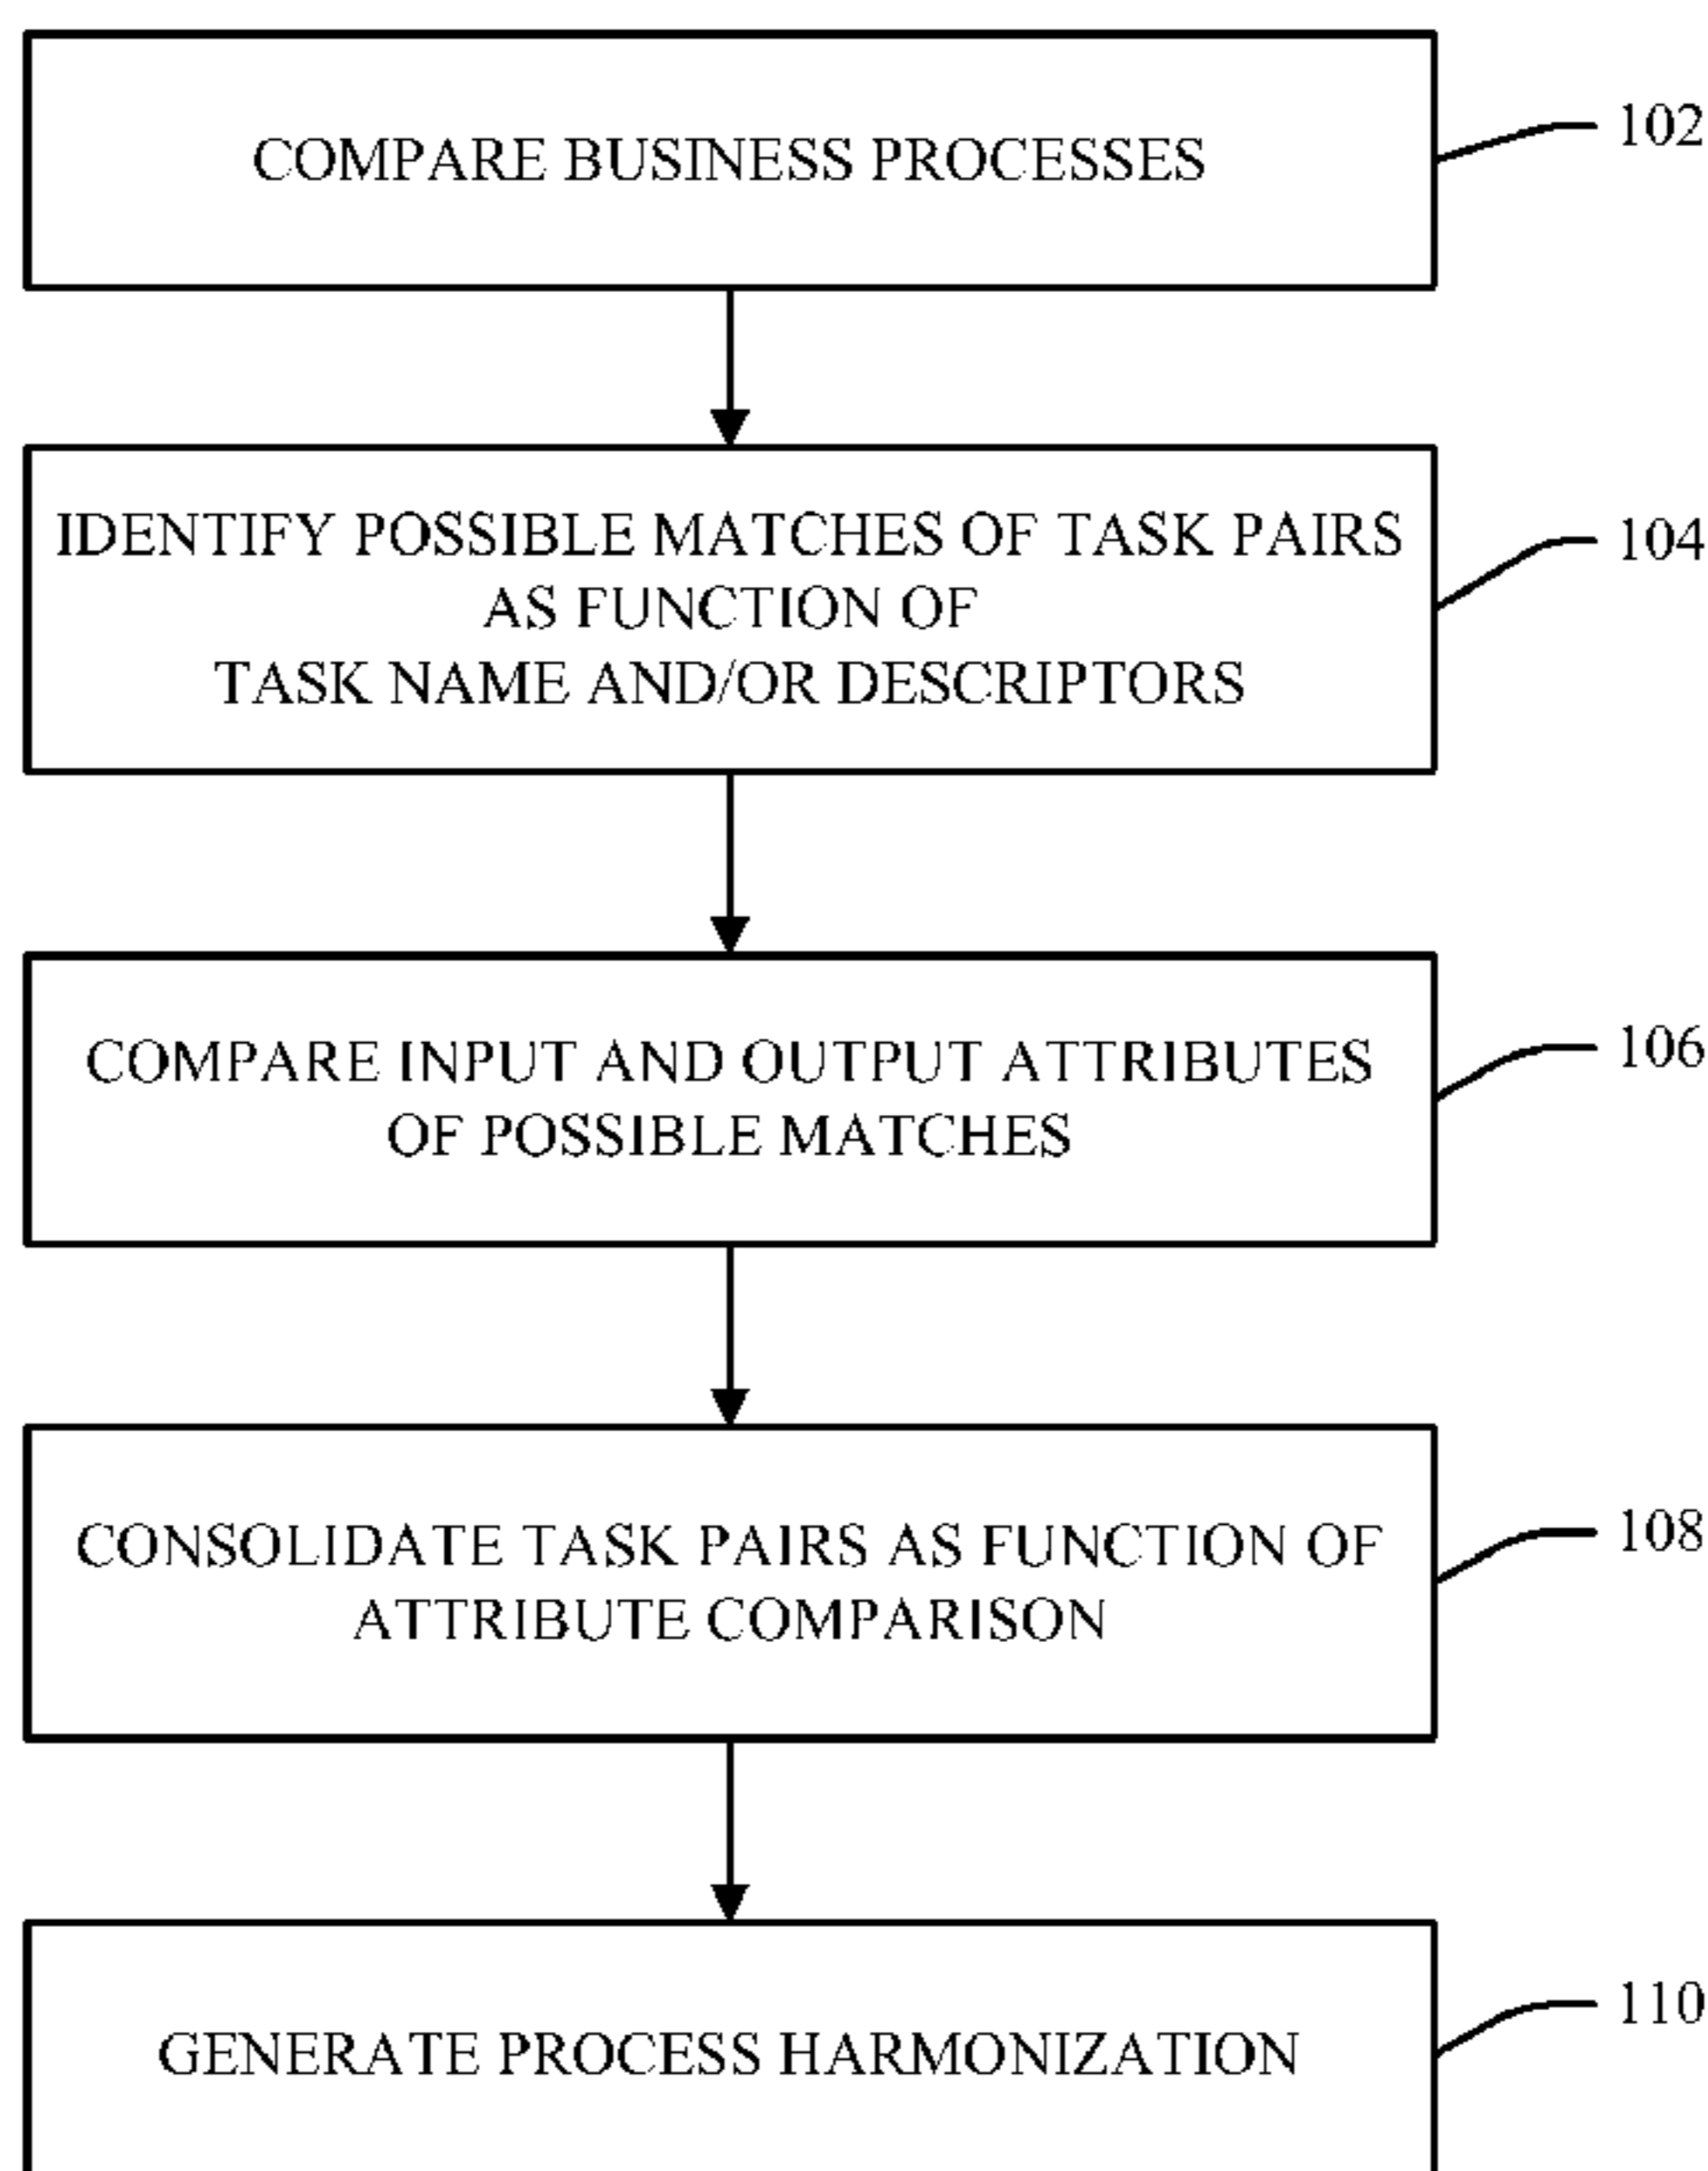 COMPARE BUSINESS PROCESSES
102
IDENTIFY POSSIBLE MATCHES OF TASK PAIRS
AS FUNCTION OF
TASK NAME AND/OR DESCRIPTORS
104
COMPARE INPUT AND OUTPUT ATTRIBUTES
OF POSSIBLE MATCHES
106
CONSOLIDATE TASK PAIRS AS FUNCTION OF
ATTRIBUTE COMPARISON
108
GENERATE PROCESS HARMONIZATION
110